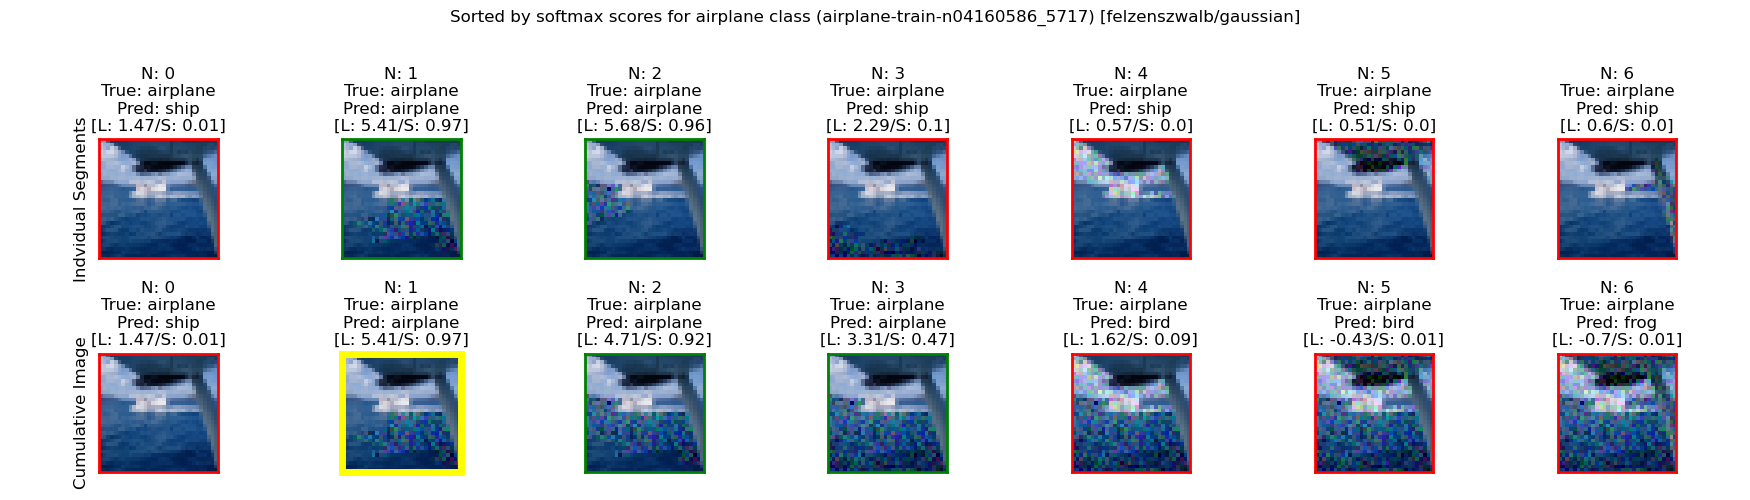 Sorted by softmax scores for airplane class (airplane-train-n04160586_5717) [felzenszwalb/gaussian]
Indvidual Segments
N: 0
True: airplane
Pred: ship
[L: 1.47/S: 0.01]
N: 1
True: airplane
Pred: airplane
[L: 5.41/S: 0.97]
N: 2
True: airplane
Pred: airplane
[L: 5.68/S: 0.96]
N: 3
True: airplane
Pred: ship
[L: 2.29/S: 0.1]
N: 4
True: airplane
Pred: ship
[L: 0.57/S: 0.0]
N: 5
True: airplane
Pred: ship
[L: 0.51/S: 0.0]
N: 6
True: airplane
Pred: ship
[L: 0.6/S: 0.0]
Cumulative Image
N: 0
True: airplane
Pred: ship
[L: 1.47/S: 0.01]
N: 1
True: airplane
Pred: airplane
[L: 5.41/S: 0.97]
N: 2
True: airplane
Pred: airplane
[L: 4.71/S: 0.92]
N: 3
True: airplane
Pred: airplane
[L: 3.31/S: 0.47]
N: 4
True: airplane
Pred: bird
[L: 1.62/S: 0.09]
N: 5
True: airplane
Pred: bird
[L: -0.43/S: 0.01]
N: 6
True: airplane
Pred: frog
[L: -0.7/S: 0.01]